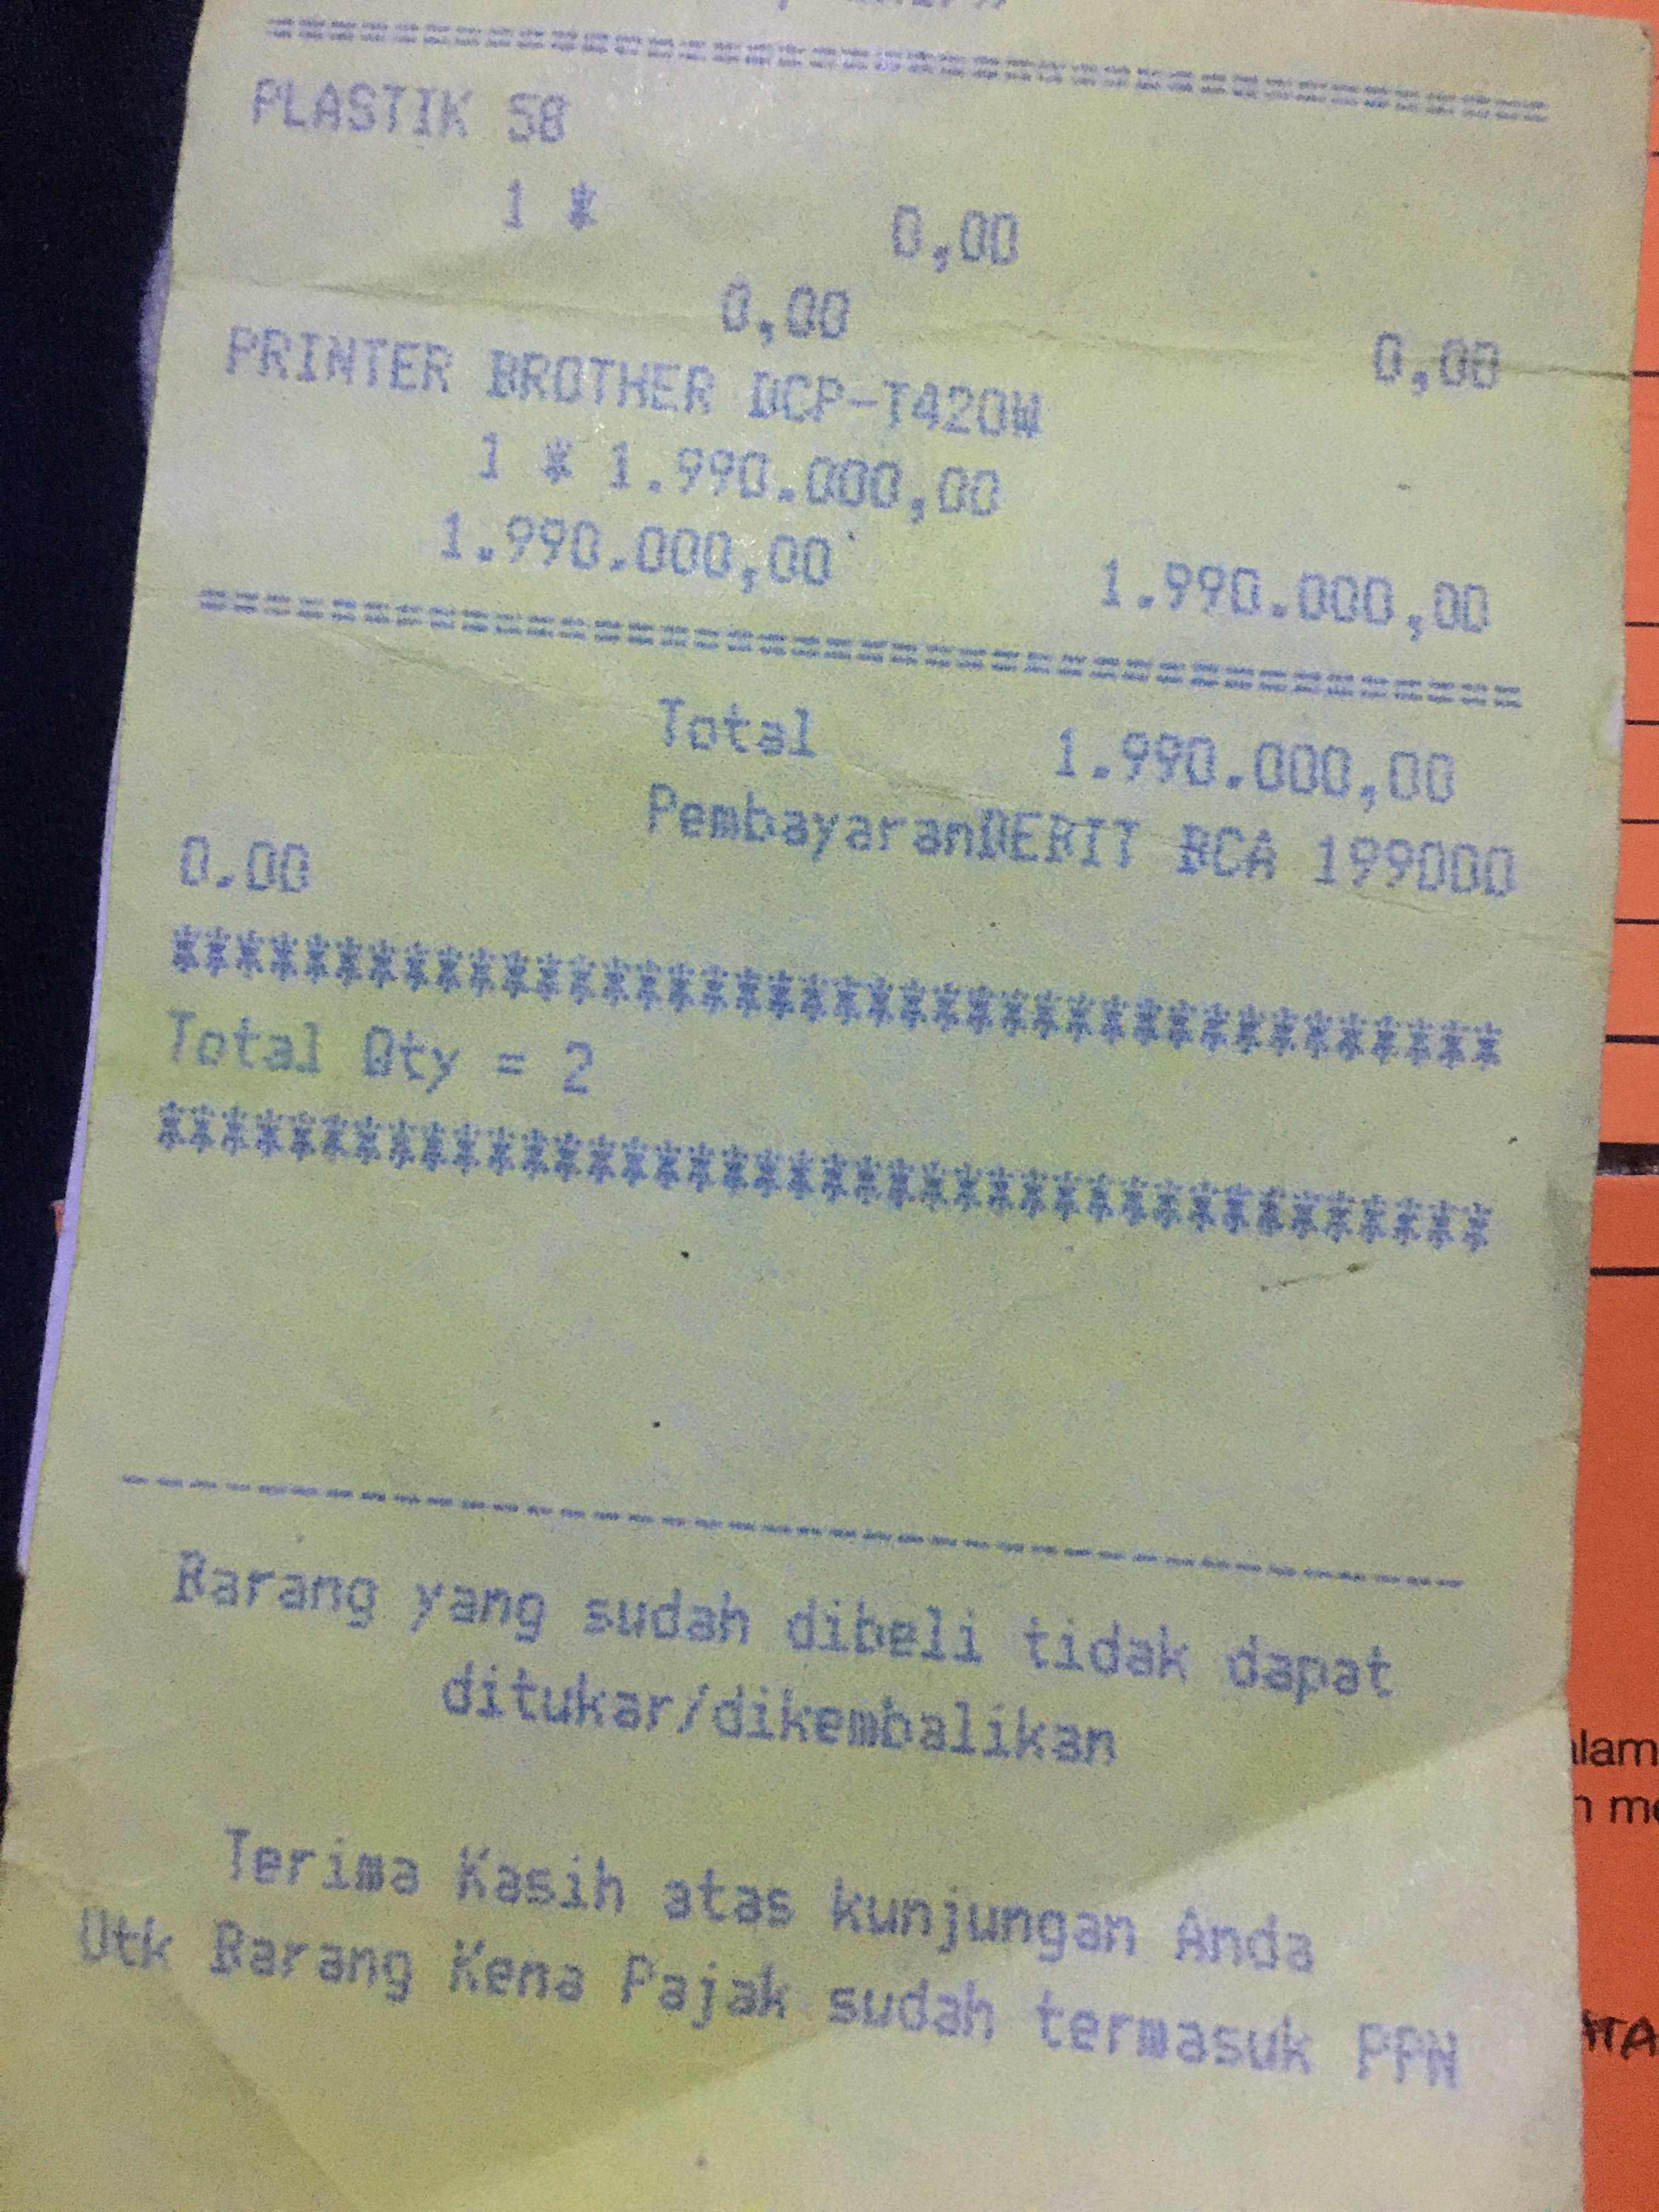 ================================
PLASTIK 58
1 * 0,00
0,00 0,00
PRINTER BROTHER DCP-T420W
1 * 1.990.000,00
1.990.000,00 1.990.000,00
========================================
Total 1.990.000,00
PembayaranDEBIT BCA 199000
0.00
****************************************
Total Qty = 2
****************************************
----------------------------------------
Barang yang sudah dibeli tidak dapat
ditukar/dikembalikan
Terima Kasih atas kunjungan Anda
Utk Barang Kena Pajak sudah termasuk PPN